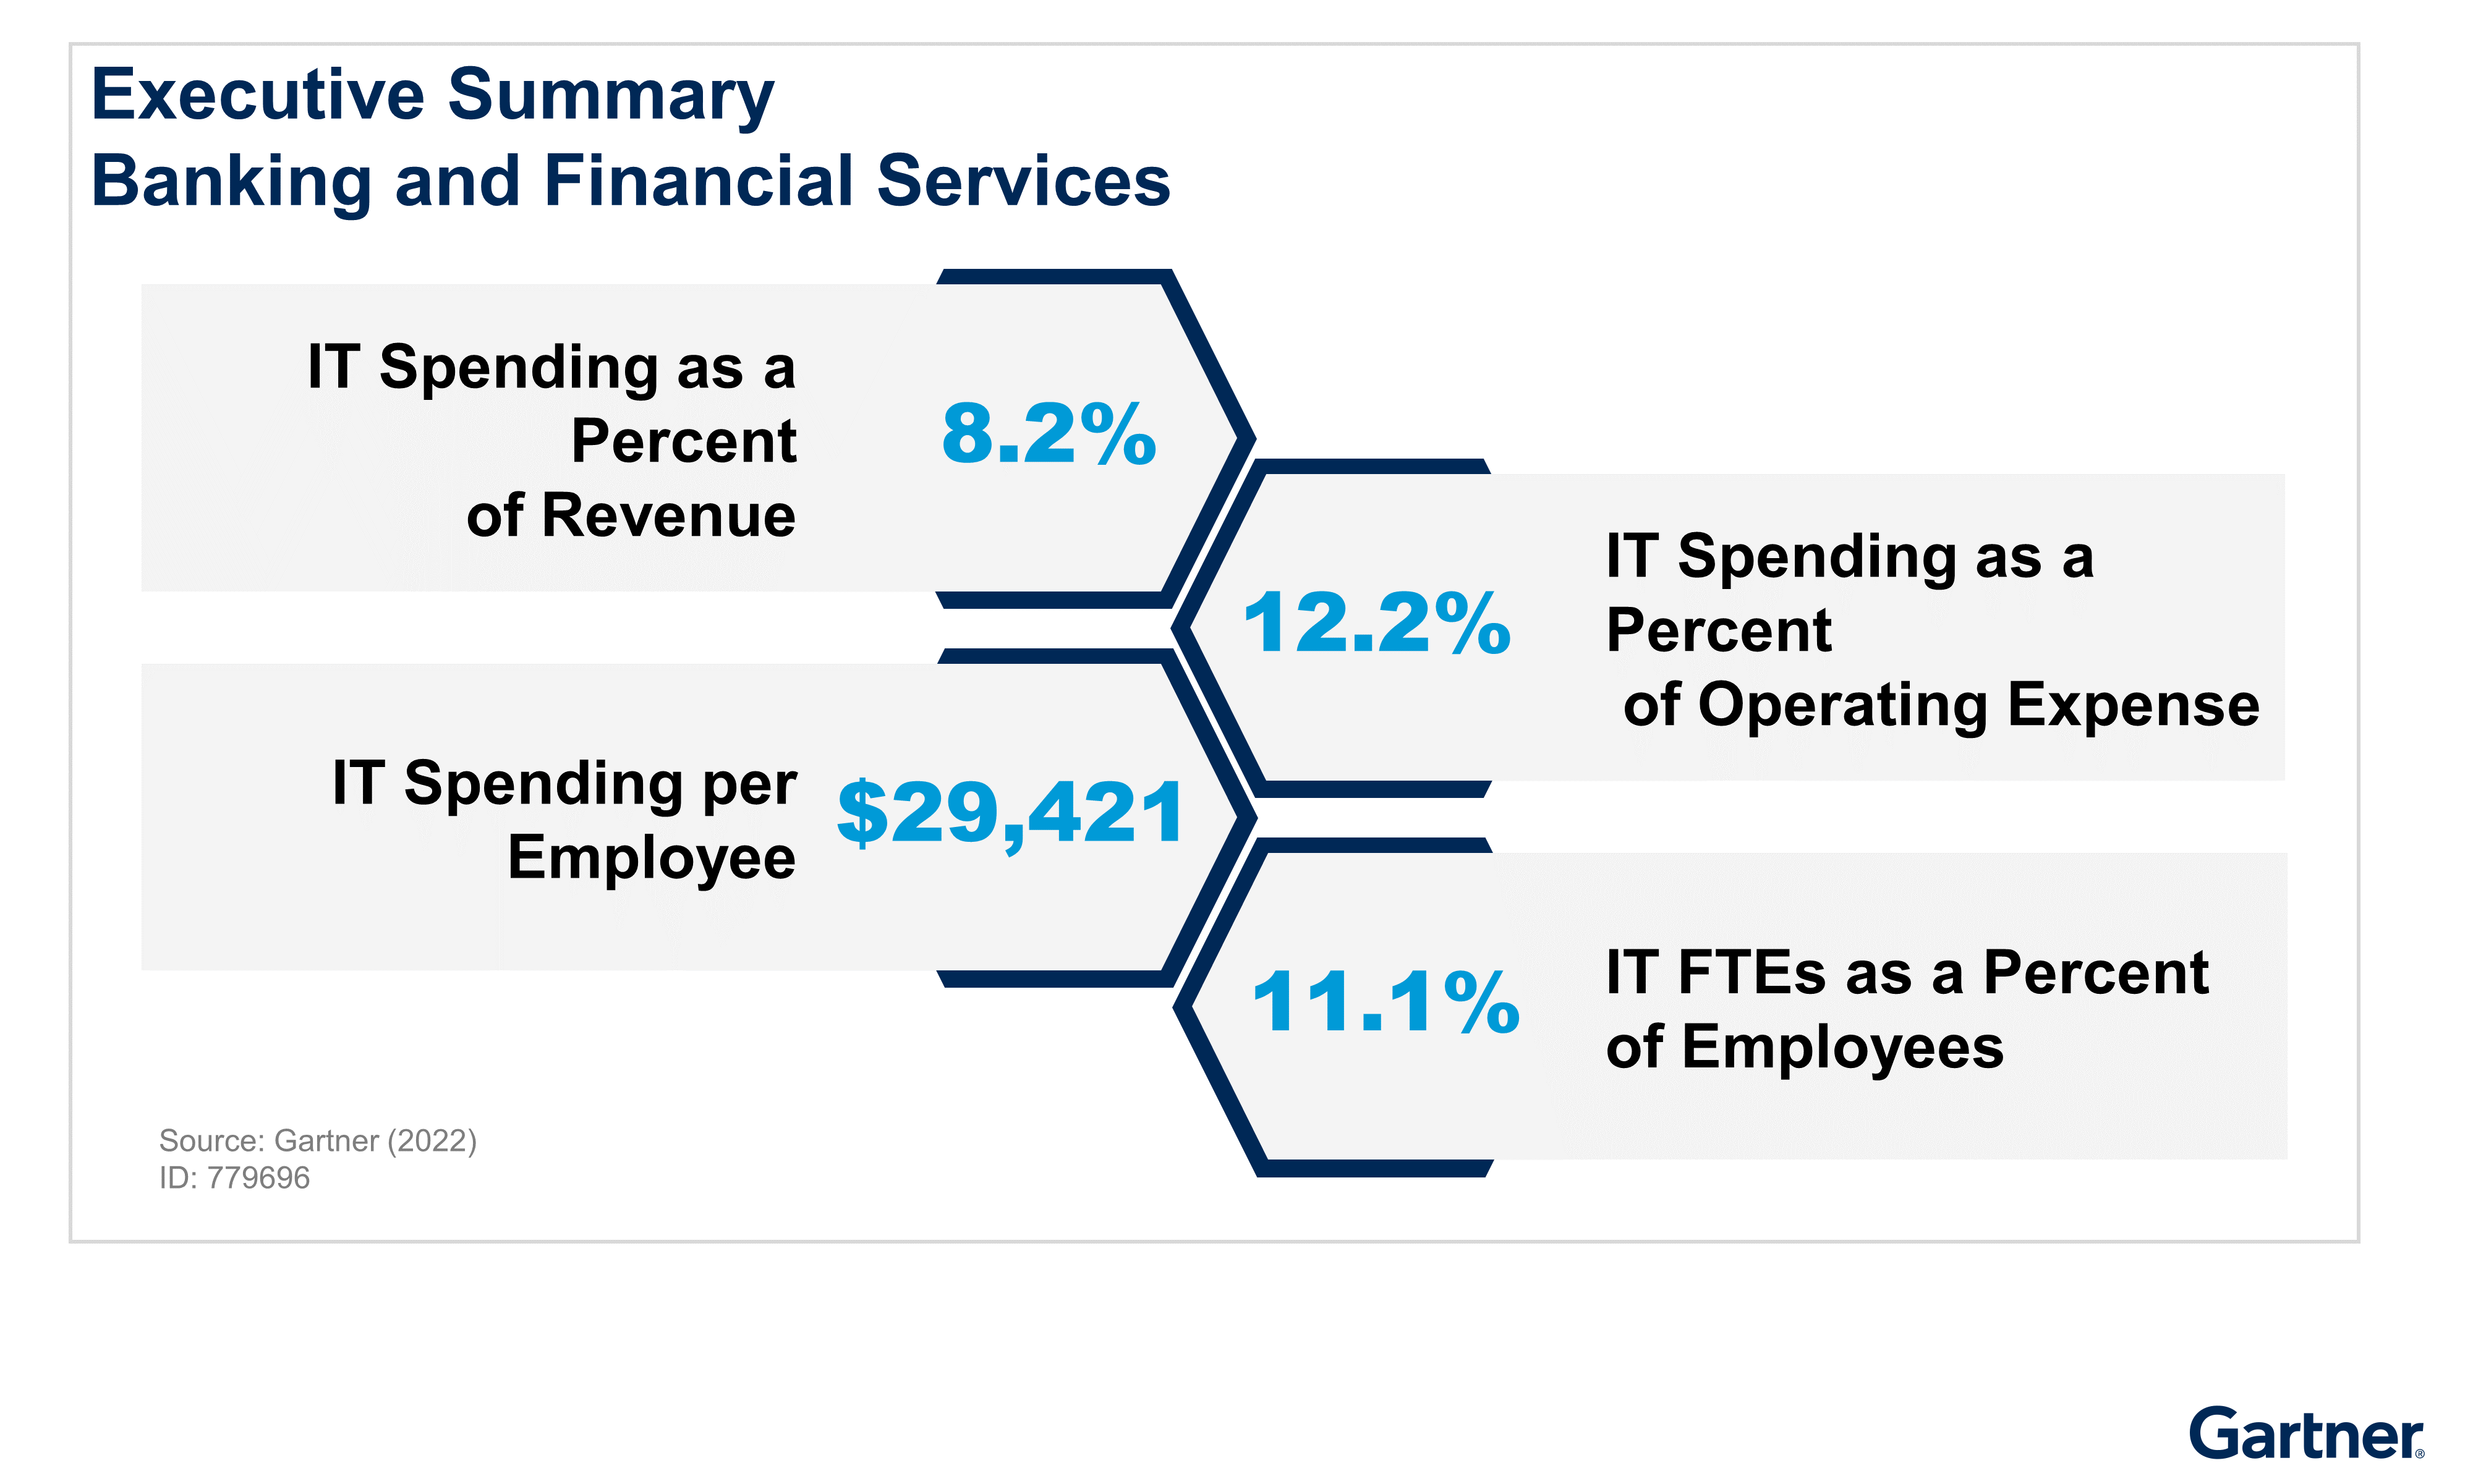 Executive Summary
Banking and Financial Services
IT Spending as a
Percent
of Revenue
8.2%
12.2%
IT Spending as a
Percent
of Operating Expense
IT Spending per
Employee
$29,421
11.1%
IT FTEs as a Percent
of Employees
Source: Gartner (2022)
ID: 779696
Gartner®